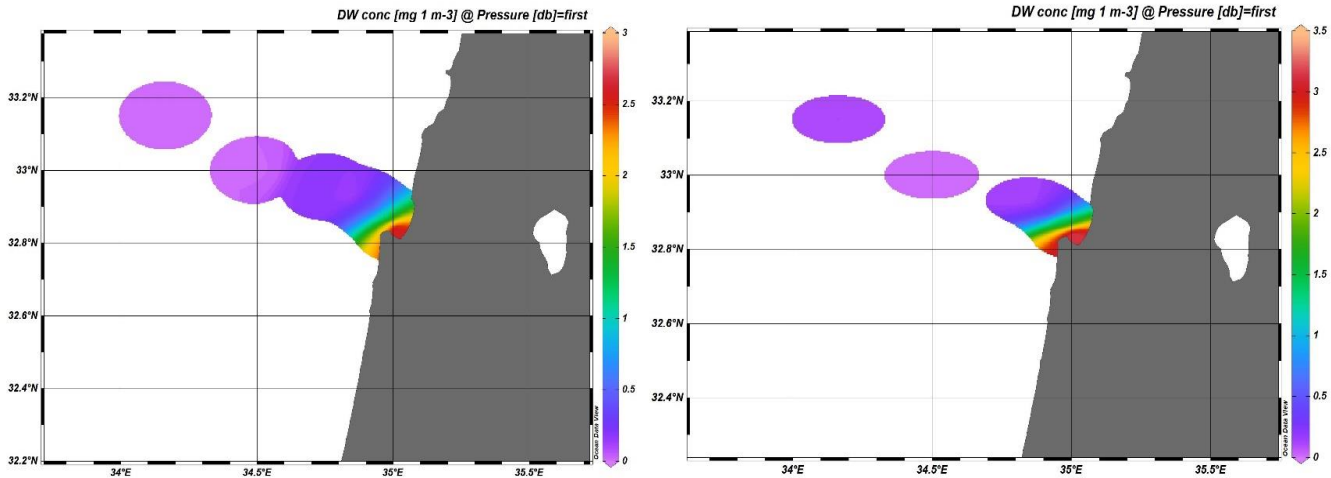 DW conc [mg 1 m-3] @ Pressure [db]=first
33.2°N
33°N
32.8°N
32.6°N
32.4°N
32.2°N
34°E
34.5°E
35°E
35.5°E
3
2.5
2
1.5
1
0.5
0
Ocean Data View
DW conc [mg 1 m-3] @ Pressure [db]=first
33.2°N
33°N
32.8°N
32.6°N
32.4°N
34°E
34.5°E
35°E
35.5°E
3.5
3
2.5
2
1.5
1
0.5
0
Ocean Data View